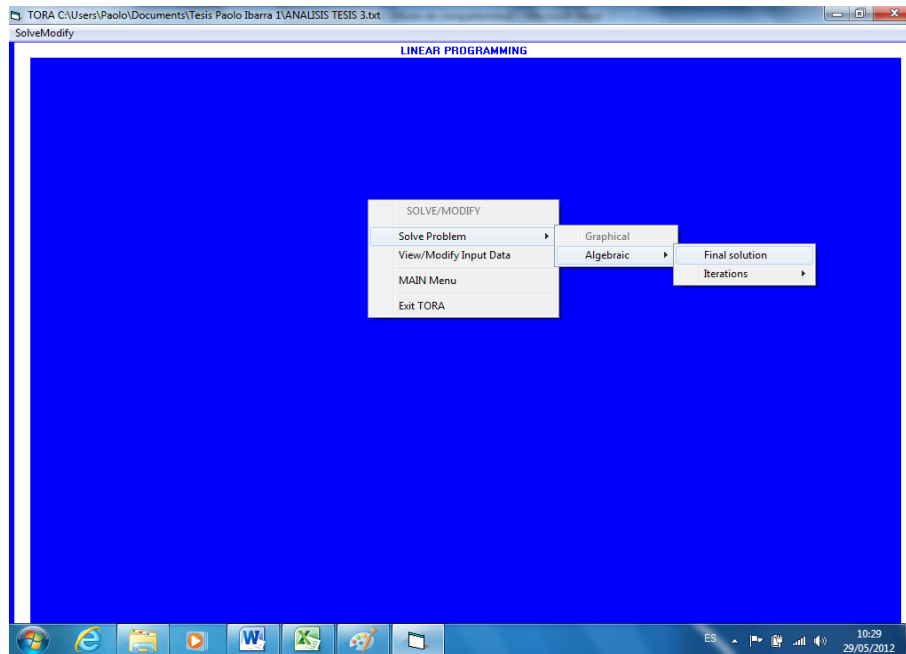 TORA C:\Users\Paolo\Documents\Tesis Paolo Ibarra 1\ANALISIS TESIS 3.txt
SolveModify
LINEAR PROGRAMMING
SOLVE/MODIFY
Solve Problem
Graphical
View/Modify Input Data
Algebraic
Final solution
MAIN Menu
Iterations
Exit TORA
W
ES
10:29
29/05/2012